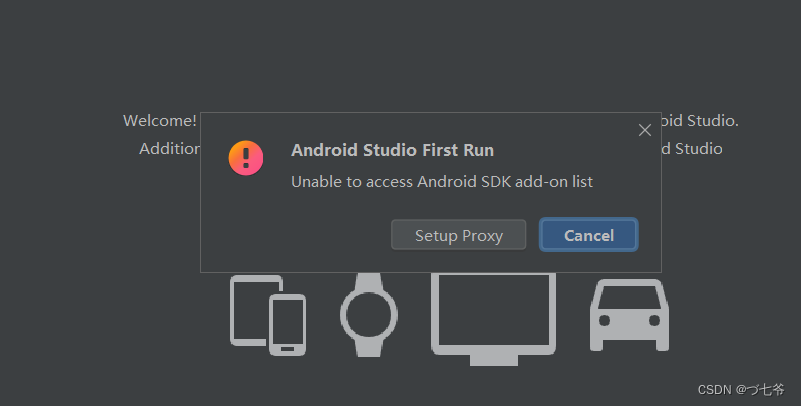 Welcome!
oid Studio.
Addition
d Studio
Android Studio First Run
Unable to access Android SDK add-on list
Setup Proxy
Cancel
CSDN @づ七爷